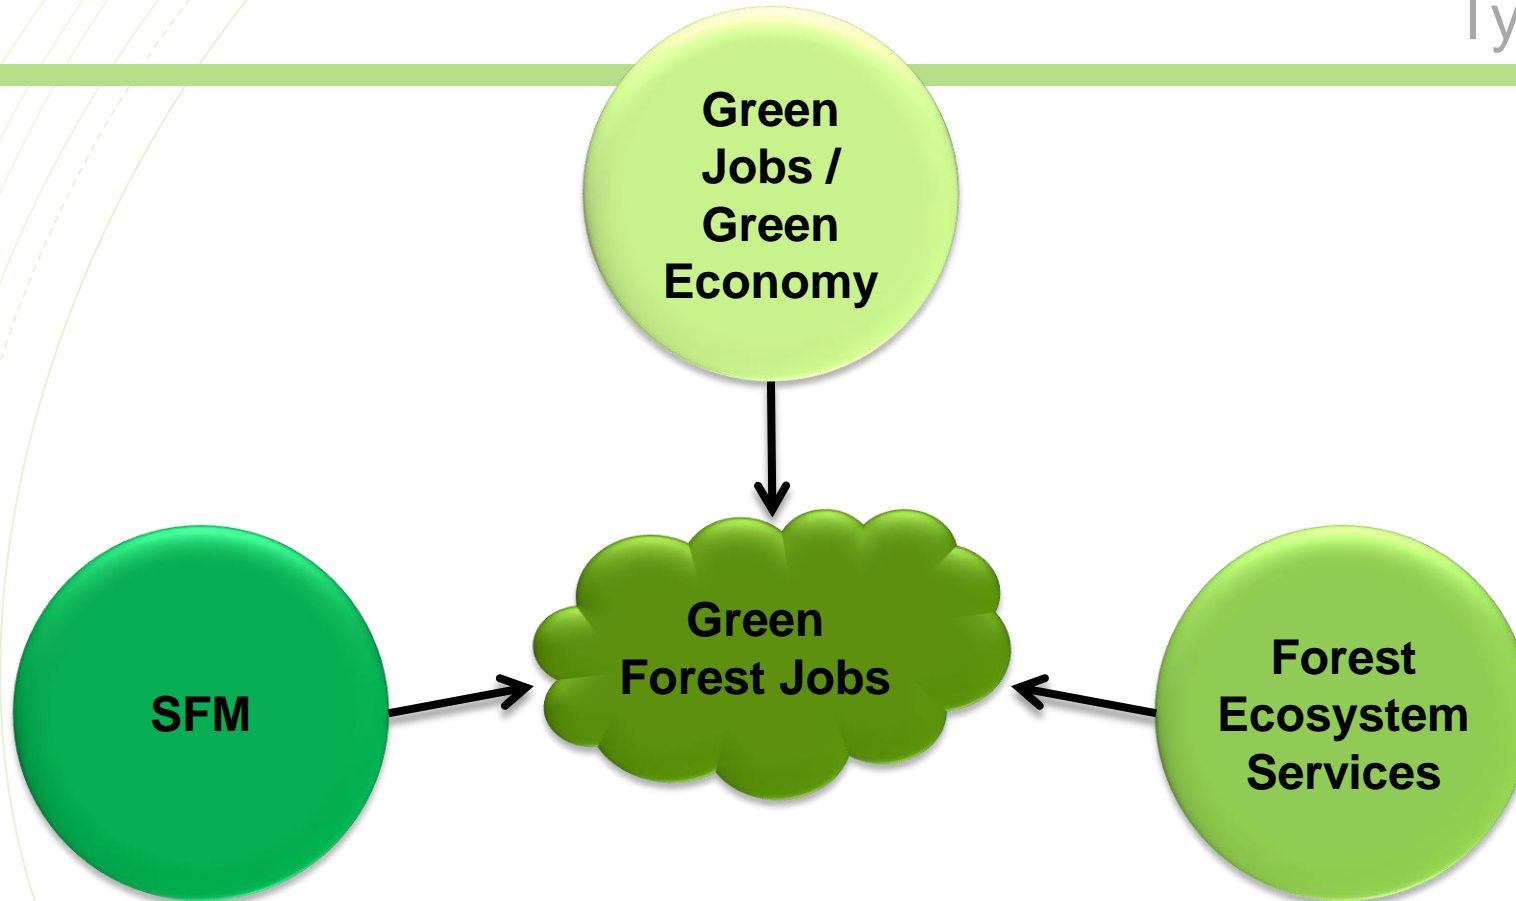 Green
Jobs /
Green
Economy
Green
Forest Jobs
SFM
Forest
Ecosystem
Services